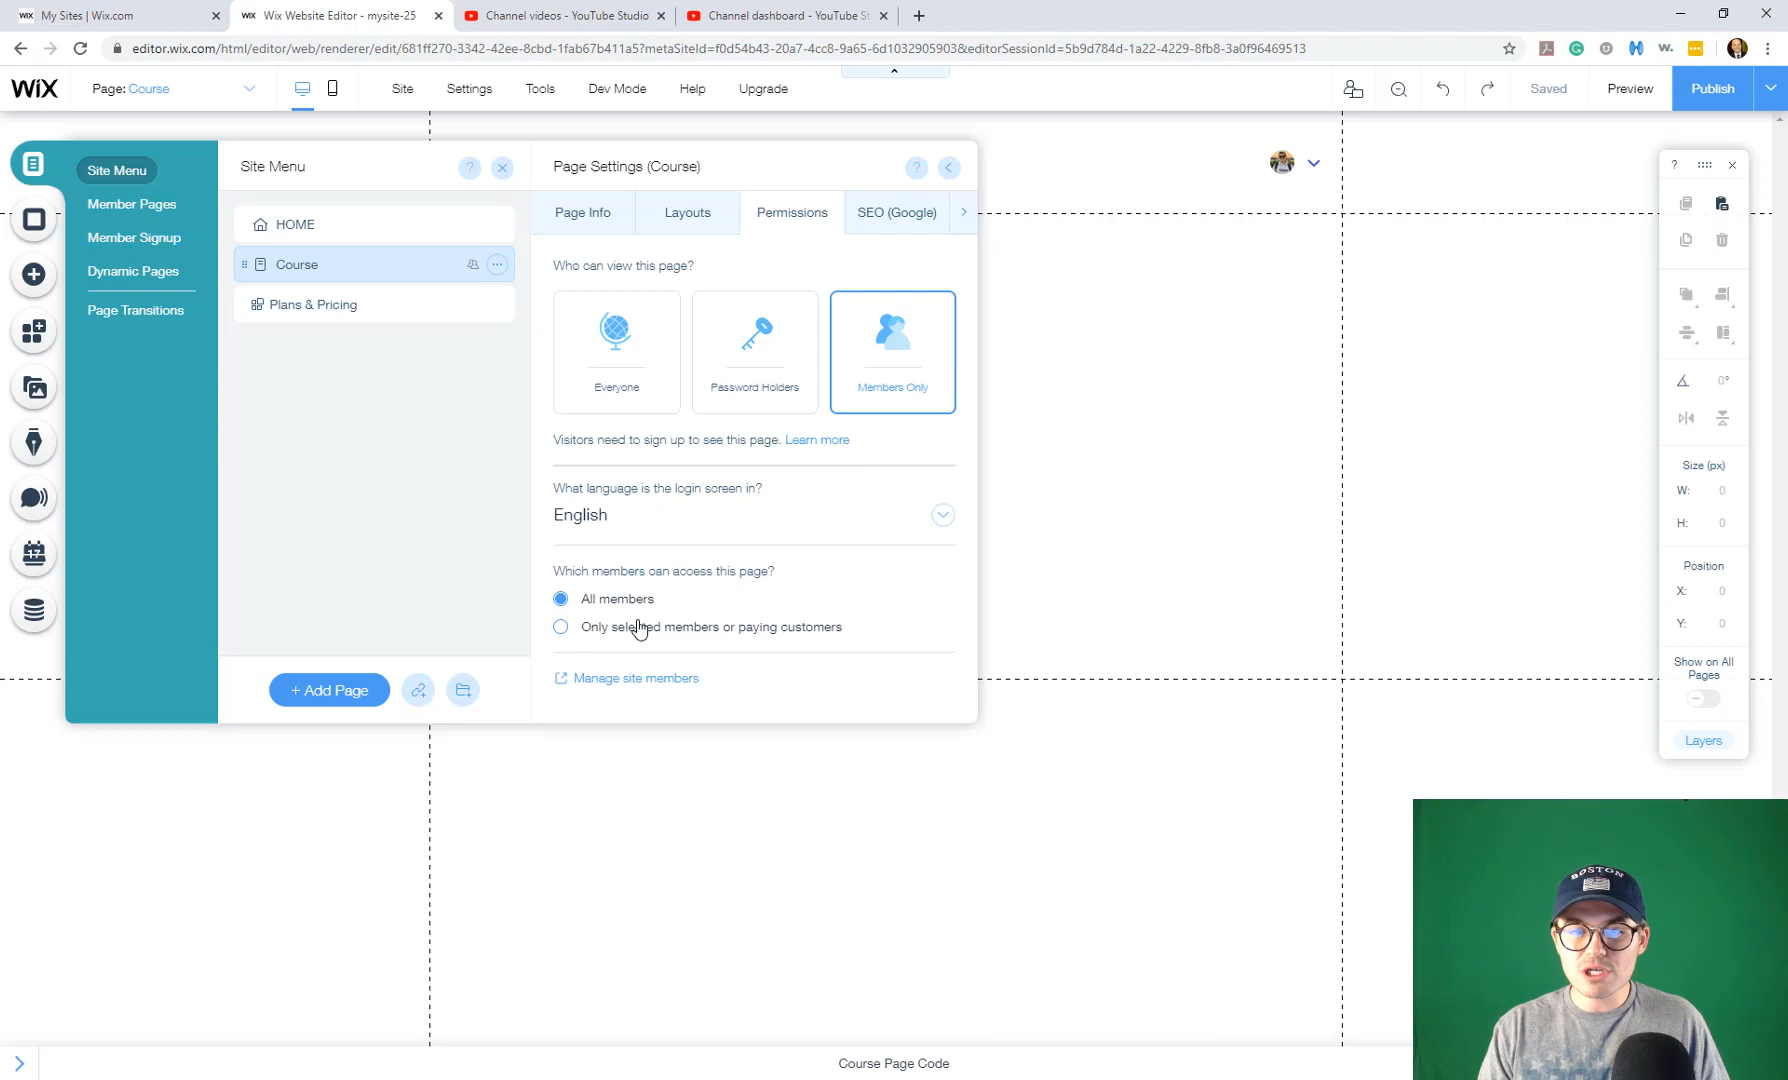 My Sites | Wix.com
Wix Website Editor - mysite-25
Channel videos - YouTube Studio
Channel dashboard - YouTube St
editor.wix.com/html/editor/web/renderer/edit/681ff270-3342-42ee-8cbd-1fab67b411a5?metaSiteId=f0d54b43-20a7-4cc8-9a65-6d1032905903&editorSessionId=5b9d784d-1a22-4229-8fb8-3a0f96469513
WIX
Page: Course
Site
Settings
Tools
Dev Mode
Help
Upgrade
Saved
Preview
Publish
Site Menu
Member Pages
Member Signup
Dynamic Pages
Page Transitions
Site Menu
?
HOME
Course
Plans & Pricing
+ Add Page
Page Settings (Course)
?
Page Info
Layouts
Permissions
SEO (Google)
Who can view this page?
Everyone
Password Holders
Members Only
Visitors need to sign up to see this page. Learn more
What language is the login screen in?
English
Which members can access this page?
All members
Only selected members or paying customers
Manage site members
?
0°
Size (px)
W: 0
H: 0
Position
X: 0
Y: 0
Show on All
Pages
Layers
17
BOSTON
Course Page Code